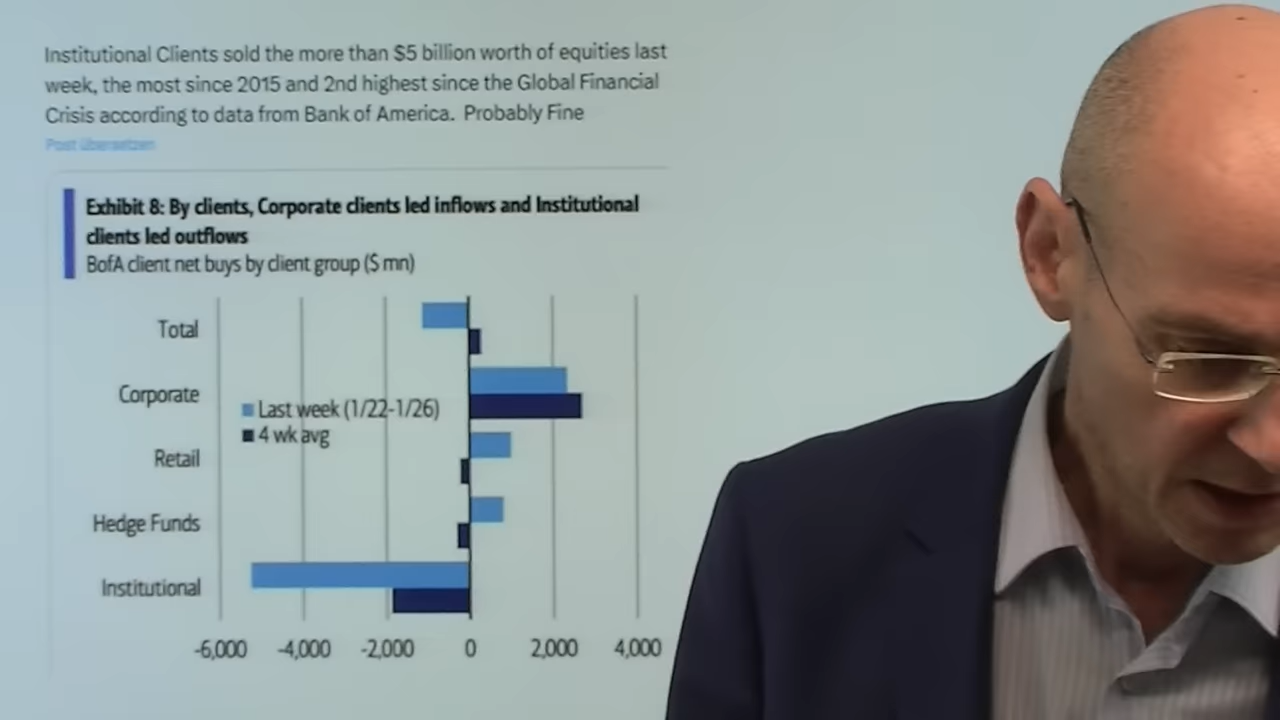 Institutional Clients sold the more than $5 billion worth of equities last
week, the most since 2015 and 2nd highest since the Global Financial
Crisis according to data from Bank of America. Probably Fine
Post übersetzen
Exhibit 8: By clients, Corporate clients led inflows and Institutional
clients led outflows
BofA client net buys by client group ($ mn)
Total
Corporate
Last week (1/22-1/26)
4 wk avg
Retail
Hedge Funds
Institutional
-6,000 -4,000 -2,000 0 2,000 4,000